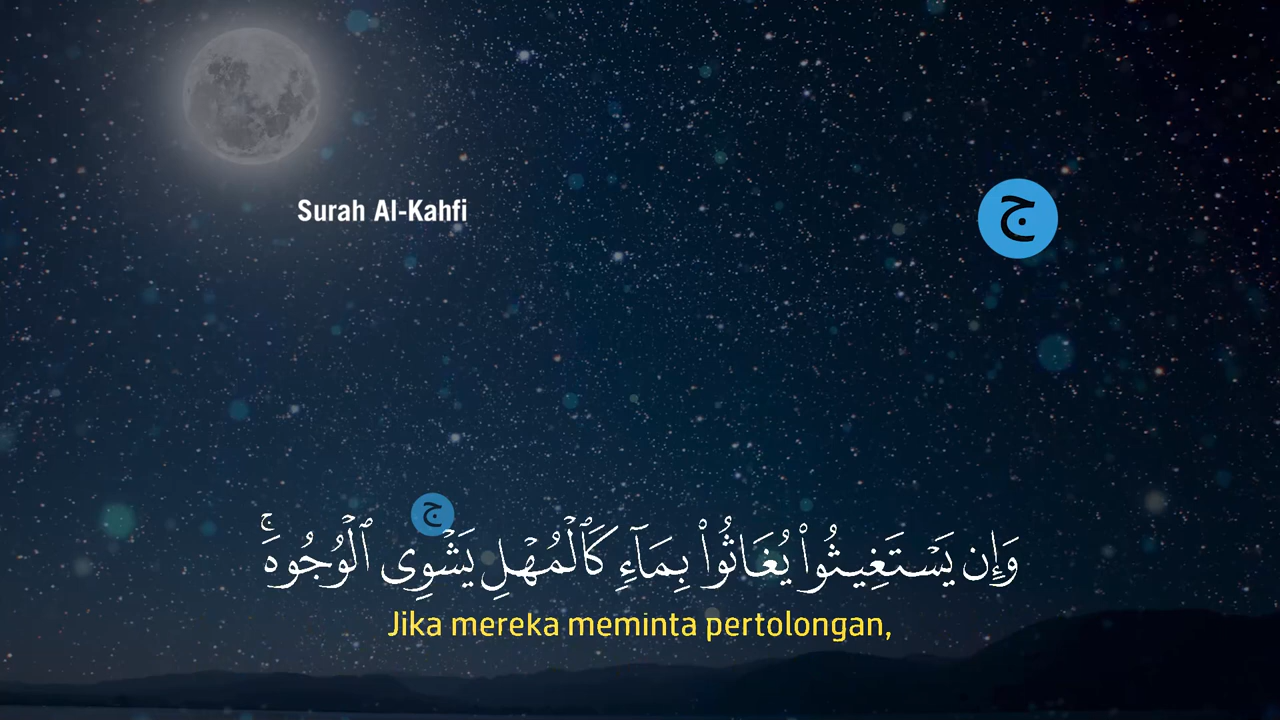 Surah Al-Kahfi
ج
ج
وَإِن يَسْتَغِيثُوا۟ يُغَاثُوا۟ بِمَآءٍ كَٱلْمُهْلِ يَشْوِى ٱلْوُجُوهَ ۚ
Jika mereka meminta pertolongan,